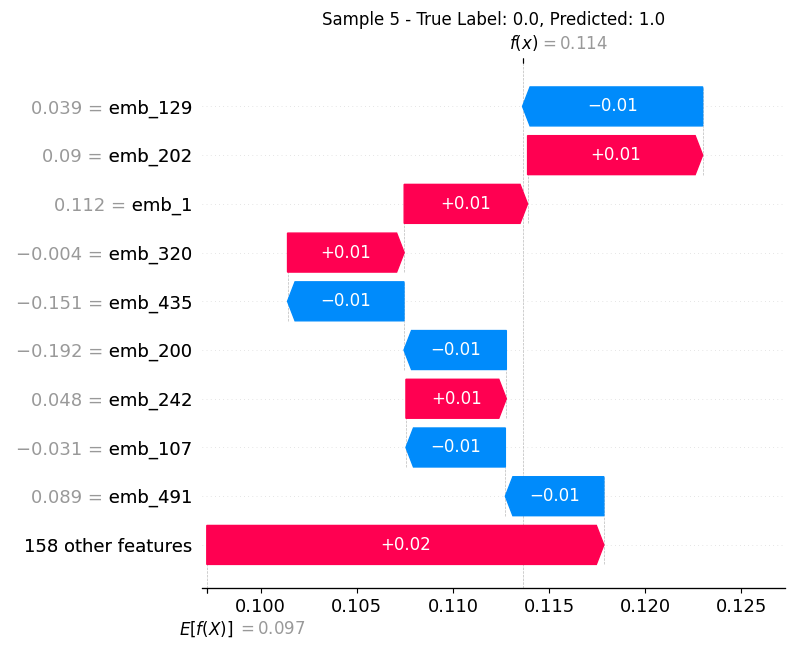 Sample 5 - True Label: 0.0, Predicted: 1.0
f(x) = 0.114
0.039 = emb_129
−0.01
0.09 = emb_202
+0.01
0.112 = emb_1
+0.01
−0.004 = emb_320
+0.01
−0.151 = emb_435
−0.01
−0.192 = emb_200
−0.01
0.048 = emb_242
+0.01
−0.031 = emb_107
−0.01
0.089 = emb_491
−0.01
158 other features
+0.02
0.100 0.105 0.110 0.115 0.120 0.125
E[f(X)] = 0.097